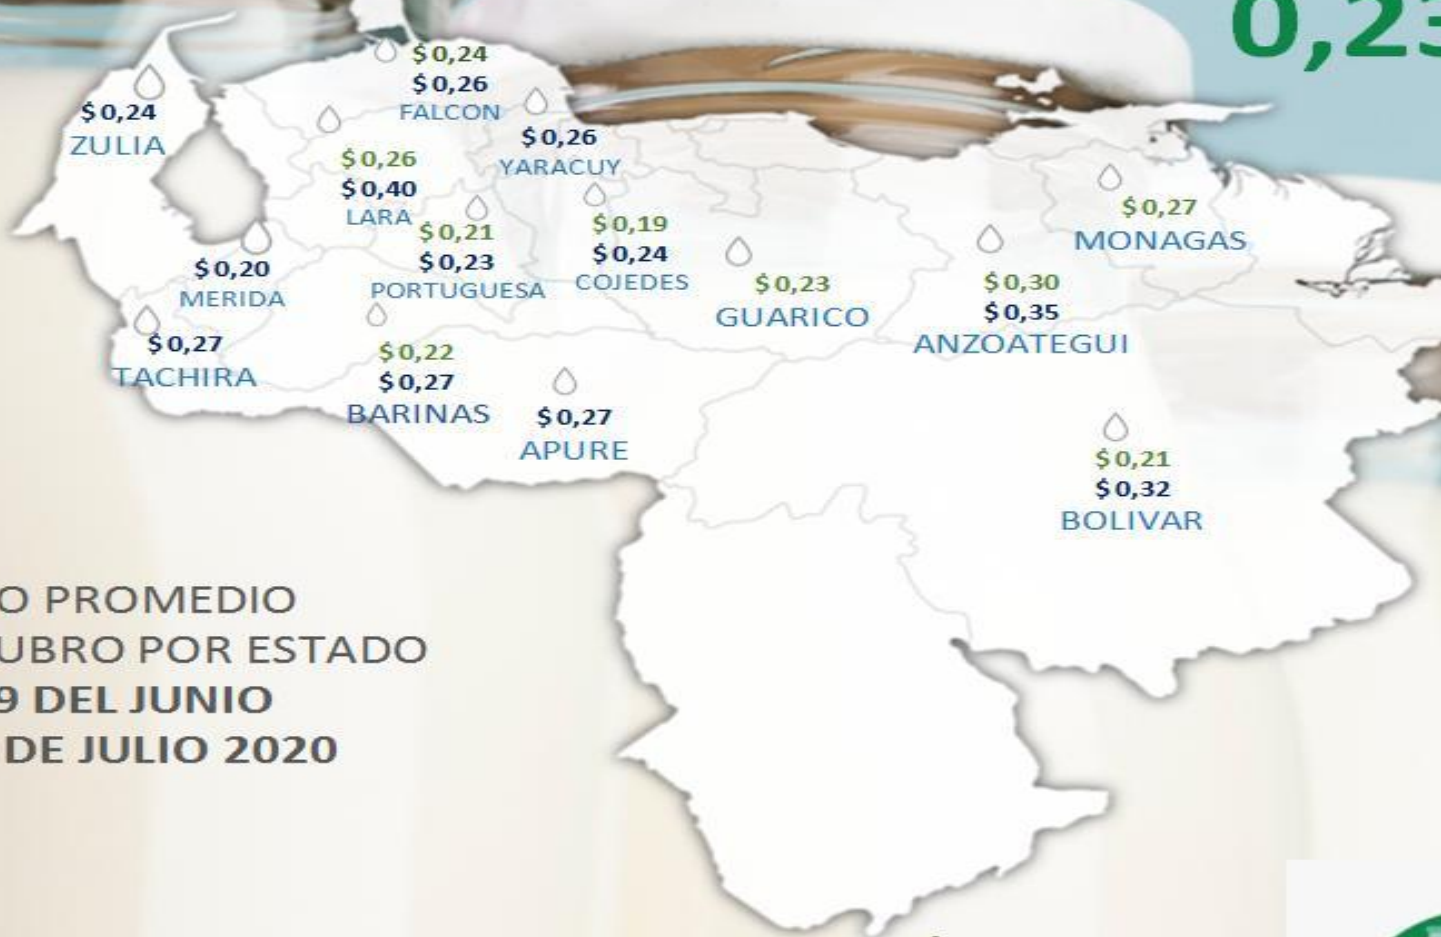 0,23
$0,24
$0,26
FALCON
$0,24
ZULIA
$0,26
YARACUY
$0,26
$0,40
LARA
$0,21
$0,23
PORTUGUESA
$0,19
$0,24
COJEDES
$0,27
MONAGAS
$0,20
MERIDA
$0,23
GUARICO
$0,30
$0,35
ANZOATEGUI
$0,27
TACHIRA
$0,22
$0,27
BARINAS
$0,27
APURE
$0,21
$0,32
BOLIVAR
O PROMEDIO
UBRO POR ESTADO
9 DEL JUNIO
DE JULIO 2020